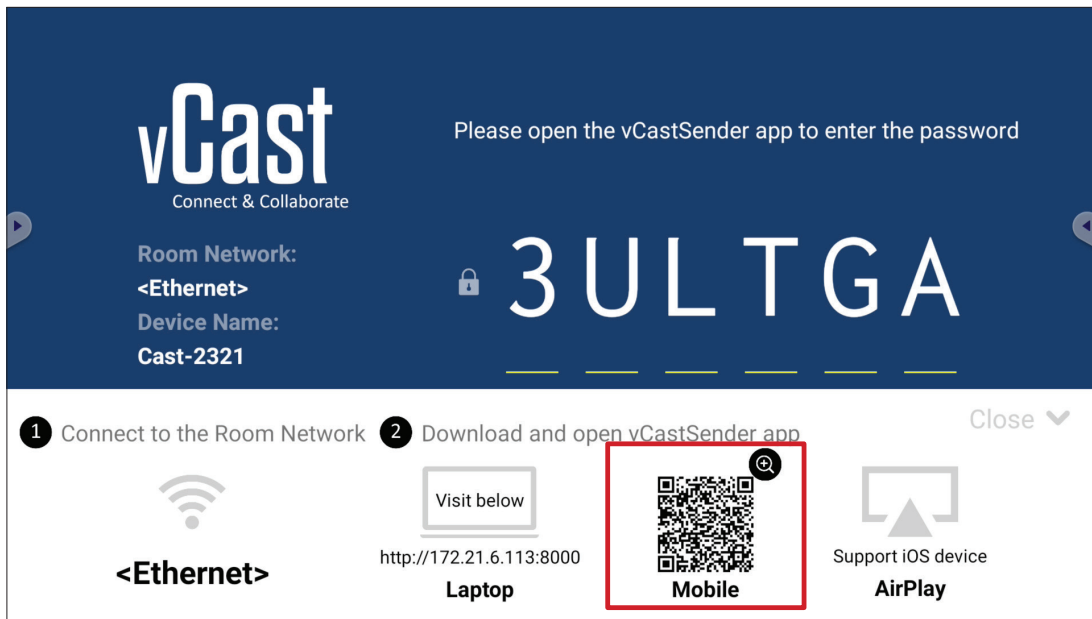 vCast
Connect & Collaborate
Please open the vCastSender app to enter the password
Room Network:
<Ethernet>
Device Name:
Cast-2321
3ULTGA
Close
1 Connect to the Room Network
<Ethernet>
2 Download and open vCastSender app
Visit below
http://172.21.6.113:8000
Laptop
Mobile
Support iOS device
AirPlay